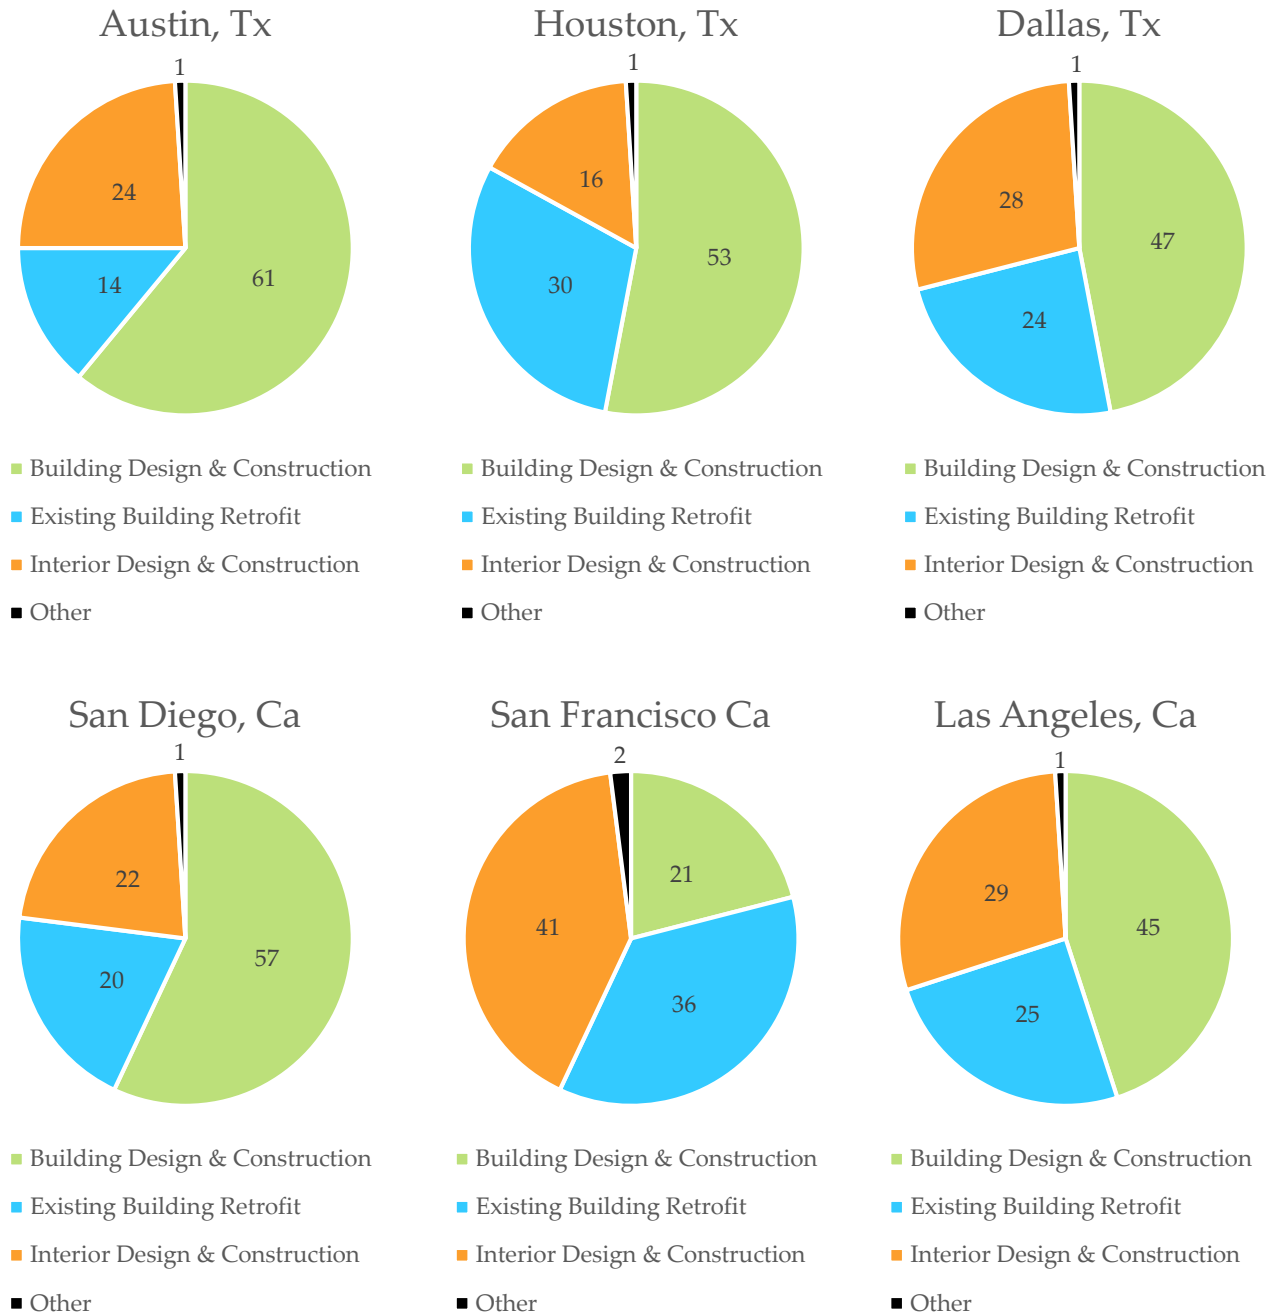 Austin, Tx
1
24
14
61
Building Design & Construction
Existing Building Retrofit
Interior Design & Construction
Other
Houston, Tx
1
16
30
53
Building Design & Construction
Existing Building Retrofit
Interior Design & Construction
Other
Dallas, Tx
1
28
47
24
Building Design & Construction
Existing Building Retrofit
Interior Design & Construction
Other
San Diego, Ca
1
22
57
20
Building Design & Construction
Existing Building Retrofit
Interior Design & Construction
Other
San Francisco Ca
2
21
41
36
Building Design & Construction
Existing Building Retrofit
Interior Design & Construction
Other
Las Angeles, Ca
1
29
45
25
Building Design & Construction
Existing Building Retrofit
Interior Design & Construction
Other